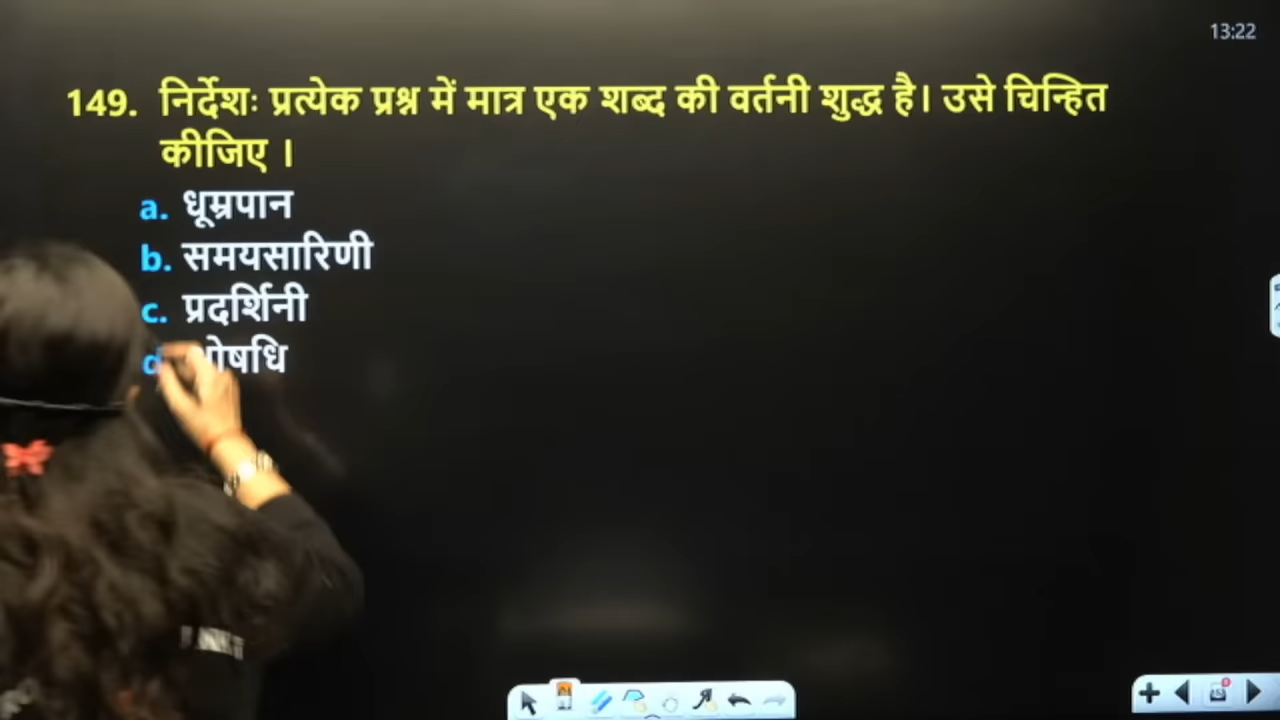 13:22
149. निर्देशः प्रत्येक प्रश्न में मात्र एक शब्द की वर्तनी शुद्ध है। उसे चिन्हित
कीजिए ।
a. धूम्रपान
b. समयसारिणी
c. प्रदर्शिनी
d